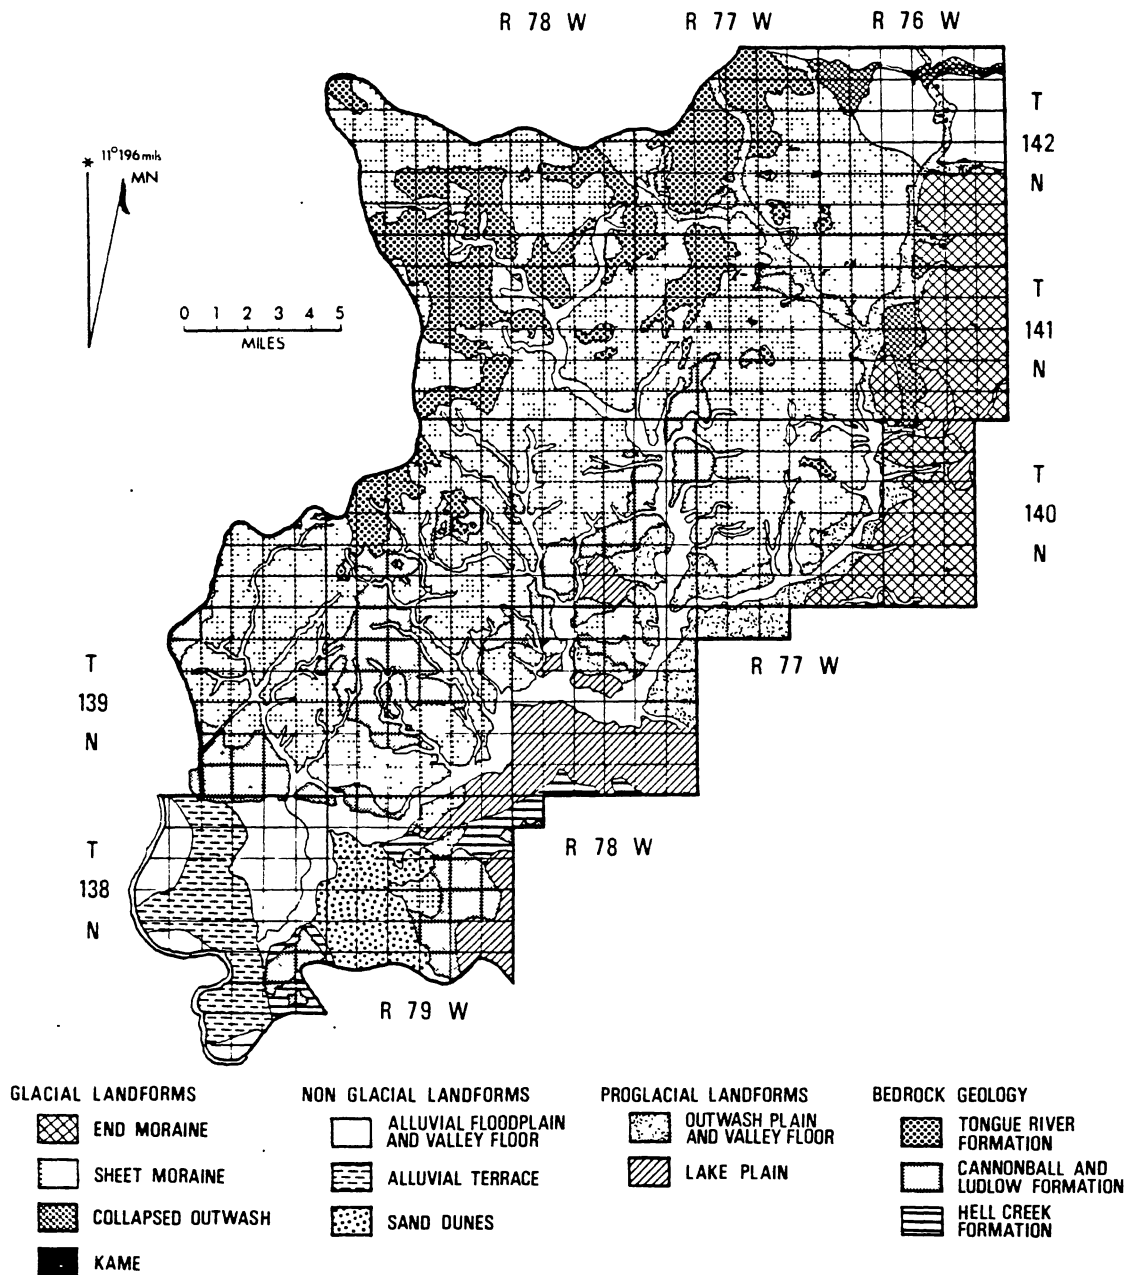 R 78 W
R 77 W
R 76 W
T
142
N
11°196mils
MN
0 1 2 3 4 5
MILES
T
141
N
T
140
N
R 77 W
T
139
N
R 78 W
T
138
N
R 79 W
GLACIAL LANDFORMS
END MORAINE
SHEET MORAINE
COLLAPSED OUTWASH
KAME
NON GLACIAL LANDFORMS
ALLUVIAL FLOODPLAIN
AND VALLEY FLOOR
ALLUVIAL TERRACE
SAND DUNES
PROGLACIAL LANDFORMS
OUTWASH PLAIN
AND VALLEY FLOOR
LAKE PLAIN
BEDROCK GEOLOGY
TONGUE RIVER
FORMATION
CANNONBALL AND
LUDLOW FORMATION
HELL CREEK
FORMATION